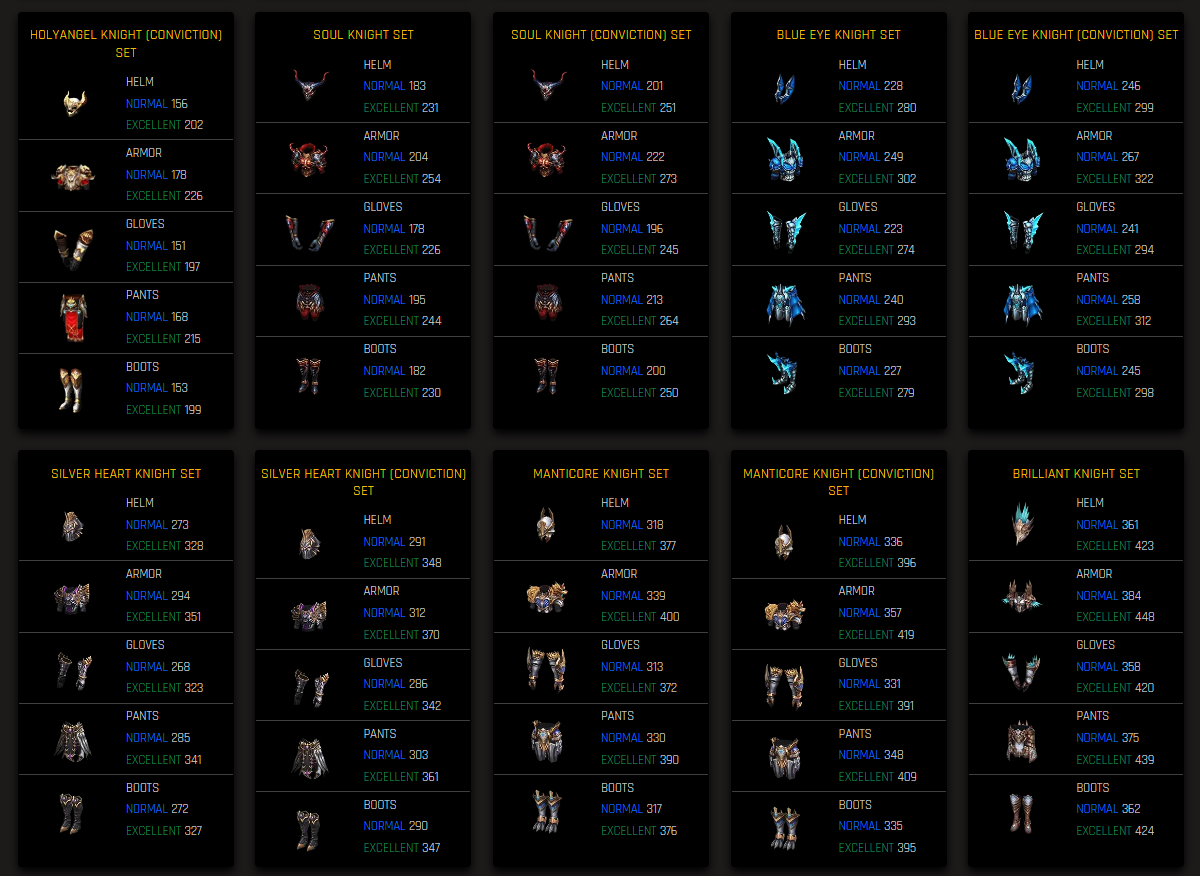 HOLYANGEL KNIGHT (CONVICTION)
SET
HELM
NORMAL 156
EXCELLENT 202
ARMOR
NORMAL 178
EXCELLENT 226
GLOVES
NORMAL 151
EXCELLENT 197
PANTS
NORMAL 168
EXCELLENT 215
BOOTS
NORMAL 153
EXCELLENT 199
SOUL KNIGHT SET
HELM
NORMAL 183
EXCELLENT 231
ARMOR
NORMAL 204
EXCELLENT 254
GLOVES
NORMAL 178
EXCELLENT 226
PANTS
NORMAL 195
EXCELLENT 244
BOOTS
NORMAL 182
EXCELLENT 230
SOUL KNIGHT (CONVICTION) SET
HELM
NORMAL 201
EXCELLENT 251
ARMOR
NORMAL 222
EXCELLENT 273
GLOVES
NORMAL 196
EXCELLENT 245
PANTS
NORMAL 213
EXCELLENT 264
BOOTS
NORMAL 200
EXCELLENT 250
BLUE EYE KNIGHT SET
HELM
NORMAL 228
EXCELLENT 280
ARMOR
NORMAL 249
EXCELLENT 302
GLOVES
NORMAL 223
EXCELLENT 274
PANTS
NORMAL 240
EXCELLENT 293
BOOTS
NORMAL 227
EXCELLENT 279
BLUE EYE KNIGHT (CONVICTION) SET
HELM
NORMAL 246
EXCELLENT 299
ARMOR
NORMAL 267
EXCELLENT 322
GLOVES
NORMAL 241
EXCELLENT 294
PANTS
NORMAL 258
EXCELLENT 312
BOOTS
NORMAL 245
EXCELLENT 298
SILVER HEART KNIGHT SET
HELM
NORMAL 273
EXCELLENT 328
ARMOR
NORMAL 294
EXCELLENT 351
GLOVES
NORMAL 268
EXCELLENT 323
PANTS
NORMAL 285
EXCELLENT 341
BOOTS
NORMAL 272
EXCELLENT 327
SILVER HEART KNIGHT (CONVICTION)
SET
HELM
NORMAL 291
EXCELLENT 348
ARMOR
NORMAL 312
EXCELLENT 370
GLOVES
NORMAL 286
EXCELLENT 342
PANTS
NORMAL 303
EXCELLENT 361
BOOTS
NORMAL 290
EXCELLENT 347
MANTICORE KNIGHT SET
HELM
NORMAL 318
EXCELLENT 377
ARMOR
NORMAL 339
EXCELLENT 400
GLOVES
NORMAL 313
EXCELLENT 372
PANTS
NORMAL 330
EXCELLENT 390
BOOTS
NORMAL 317
EXCELLENT 376
MANTICORE KNIGHT (CONVICTION)
SET
HELM
NORMAL 336
EXCELLENT 396
ARMOR
NORMAL 357
EXCELLENT 419
GLOVES
NORMAL 331
EXCELLENT 391
PANTS
NORMAL 348
EXCELLENT 409
BOOTS
NORMAL 335
EXCELLENT 395
BRILLIANT KNIGHT SET
HELM
NORMAL 361
EXCELLENT 423
ARMOR
NORMAL 384
EXCELLENT 448
GLOVES
NORMAL 358
EXCELLENT 420
PANTS
NORMAL 375
EXCELLENT 439
BOOTS
NORMAL 362
EXCELLENT 424